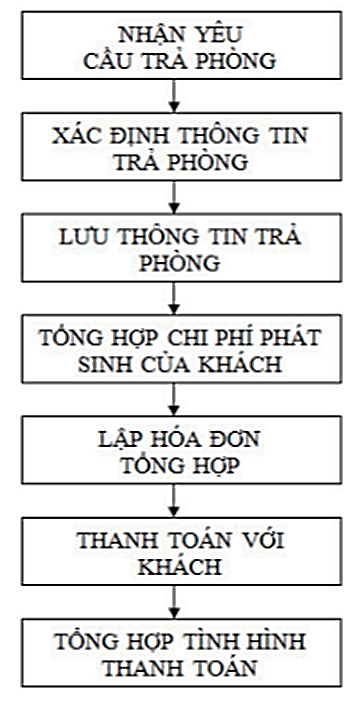 NHẬN YÊU
CẦU TRẢ PHÒNG
XÁC ĐỊNH THÔNG TIN
TRẢ PHÒNG
LƯU THÔNG TIN TRẢ
PHÒNG
TỔNG HỢP CHI PHÍ PHÁT
SINH CỦA KHÁCH
LẬP HÓA ĐƠN
TỔNG HỢP
THANH TOÁN VỚI
KHÁCH
TỔNG HỢP TÌNH HÌNH
THANH TOÁN